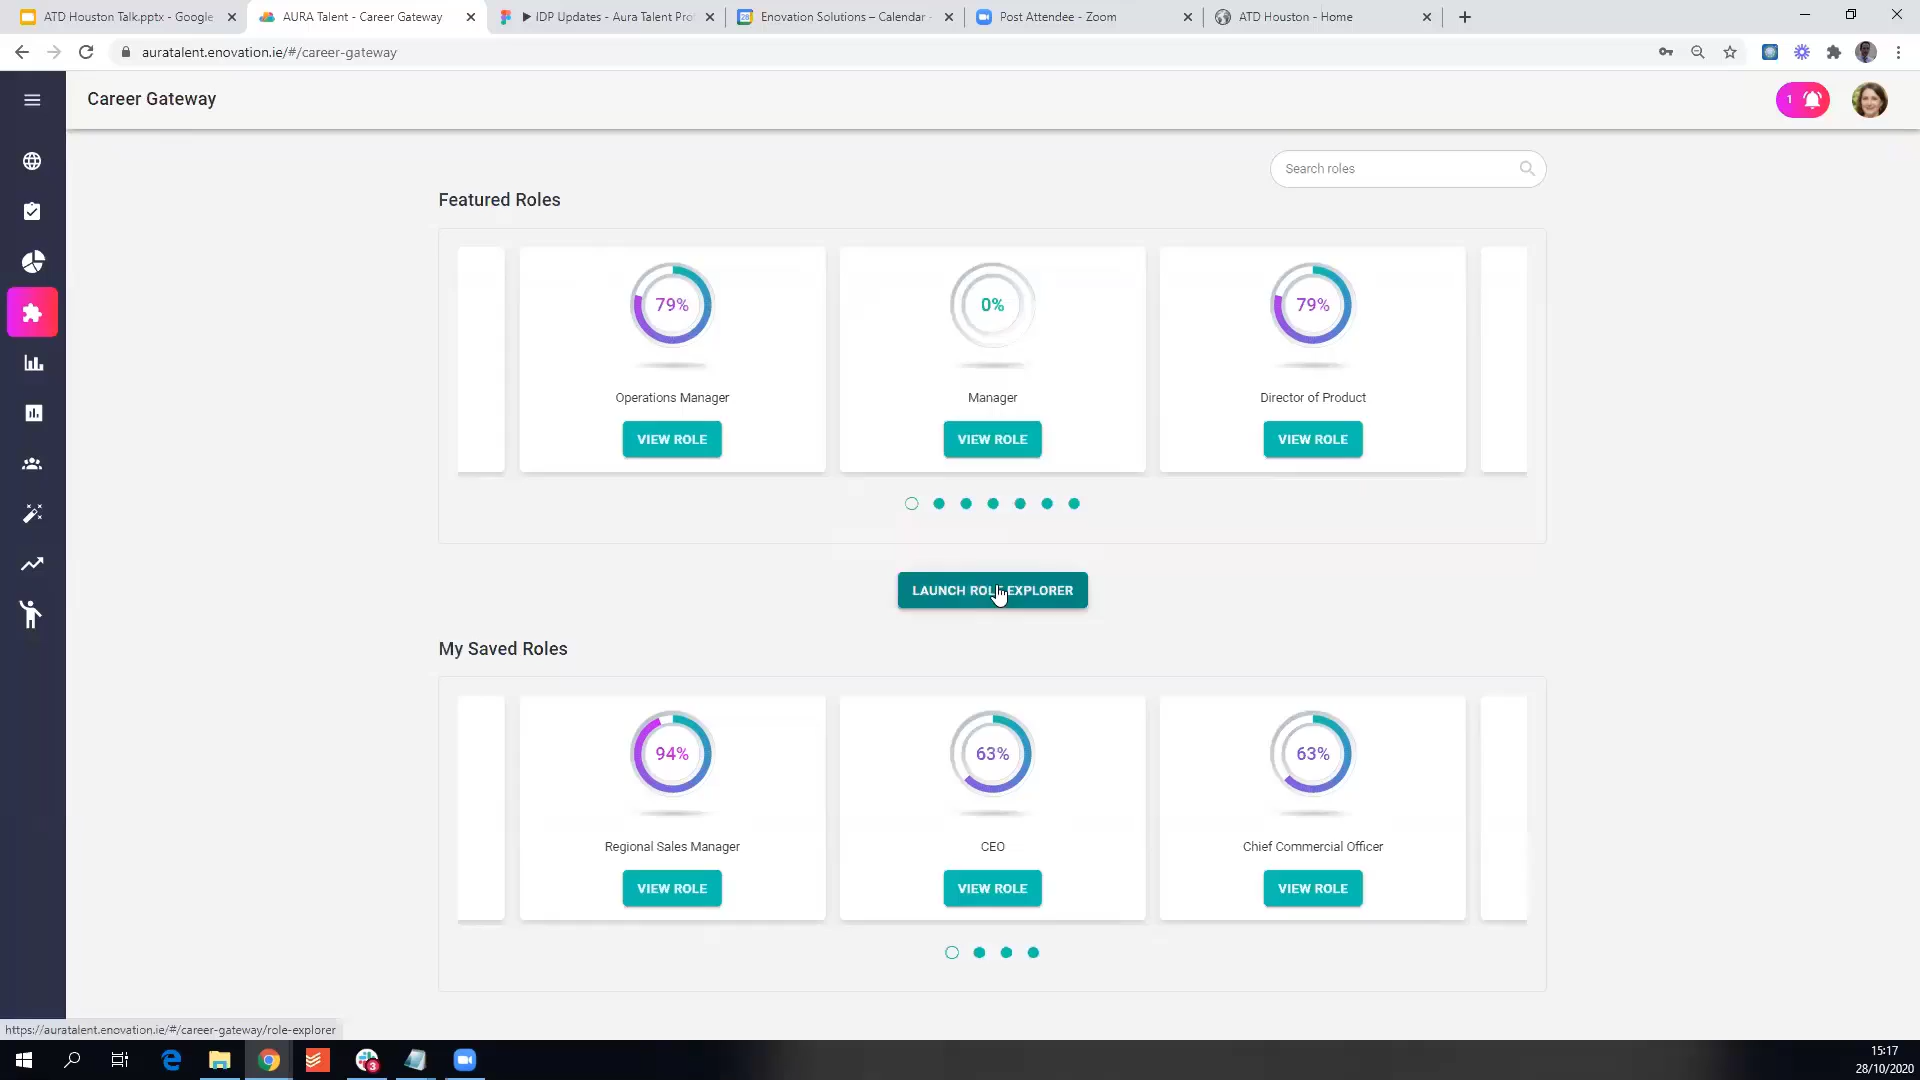 ATD Houston Talk.pptx - Google
AURA Talent - Career Gateway
IDP Updates - Aura Talent Pro
Enovation Solutions – Calendar -
Post Attendee - Zoom
ATD Houston - Home
auratalent.enovation.ie/#/career-gateway
Career Gateway
1
Search roles
Featured Roles
79%
0%
79%
Operations Manager
Manager
Director of Product
VIEW ROLE
VIEW ROLE
VIEW ROLE
LAUNCH ROLE EXPLORER
My Saved Roles
94%
63%
63%
Regional Sales Manager
CEO
Chief Commercial Officer
VIEW ROLE
VIEW ROLE
VIEW ROLE
https://auratalent.enovation.ie/#/career-gateway/role-explorer
3
15:17
28/10/2020